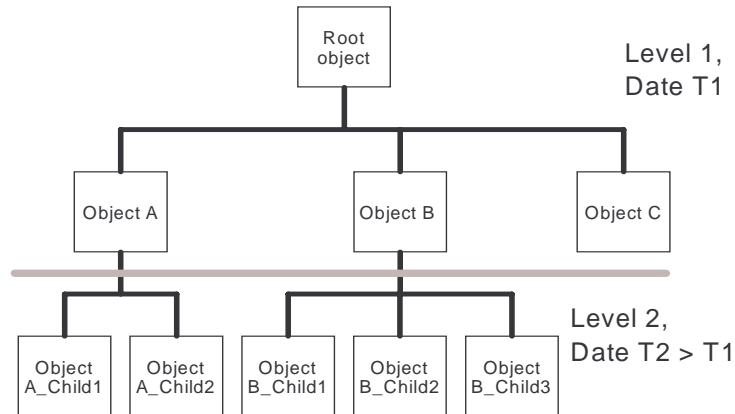 Root
object
Level 1,
Date T1
Object A
Object B
Object C
Level 2,
Date T2 > T1
Object
A_Child1
Object
A_Child2
Object
B_Child1
Object
B_Child2
Object
B_Child3